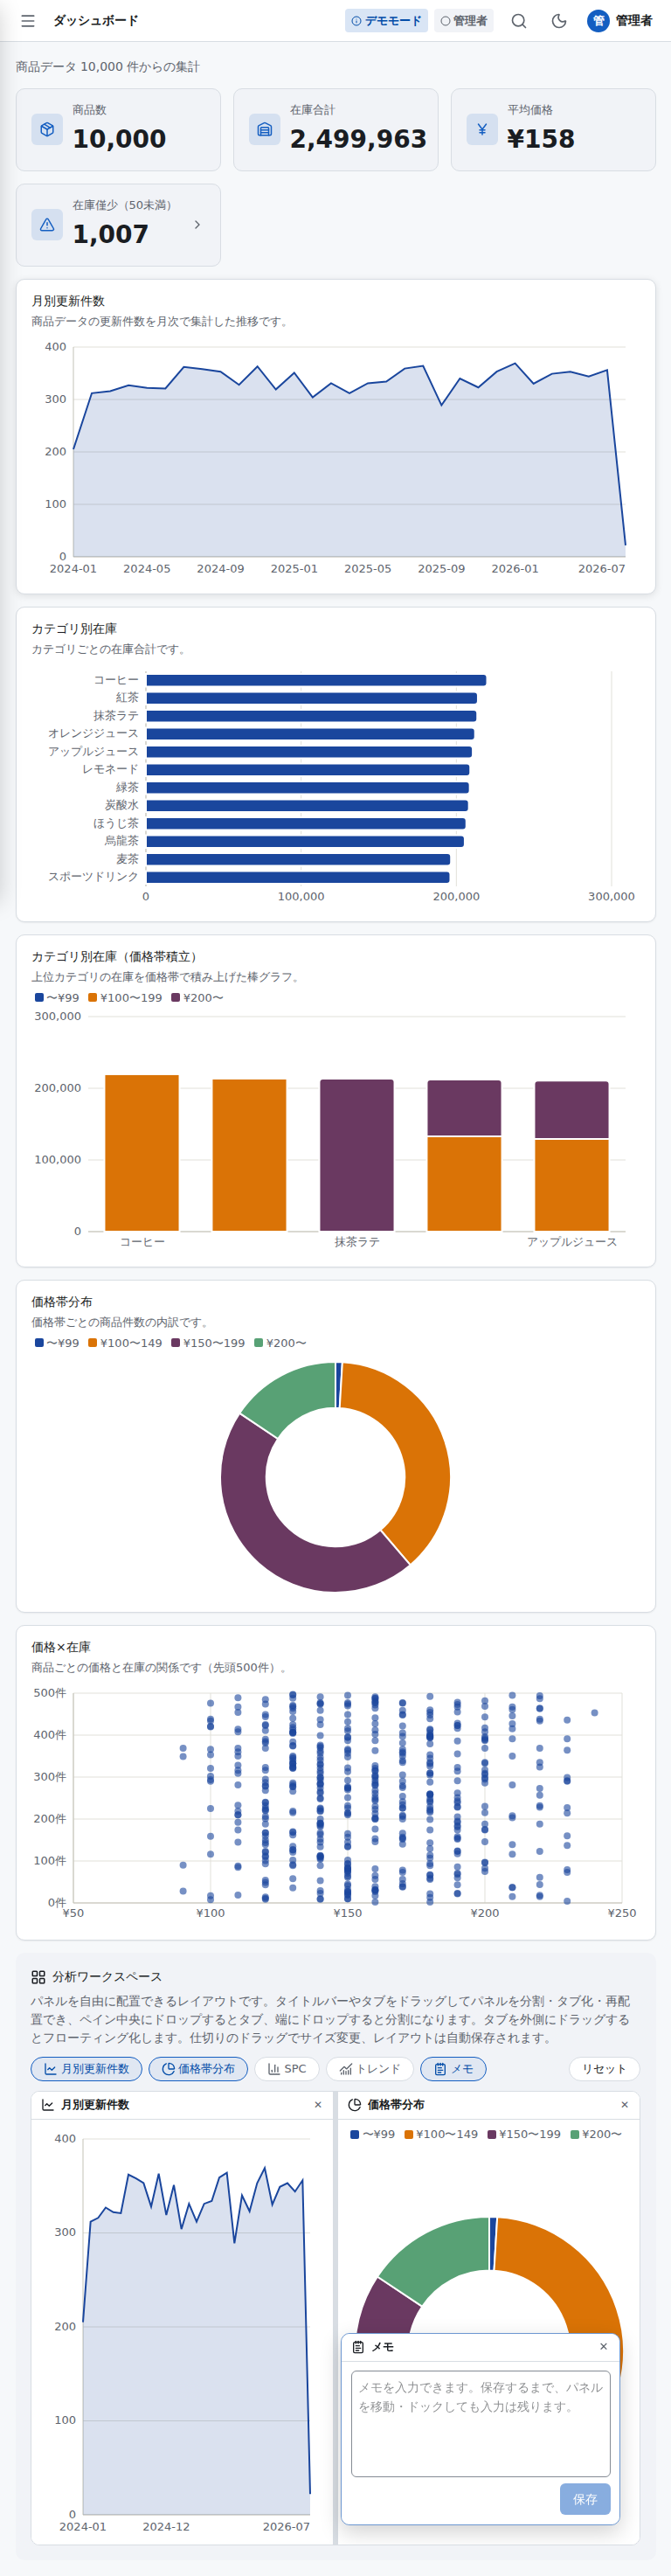 ダッシュボード
デモモード
管理者
管
管理者
商品データ 10,000 件からの集計
商品数
10,000
在庫合計
2,499,963
平均価格
¥158
在庫僅少（50未満）
1,007
月別更新件数
商品データの更新件数を月次で集計した推移です。
400
300
200
100
0
2024-01 2024-05 2024-09 2025-01 2025-05 2025-09 2026-01 2026-07
カテゴリ別在庫
カテゴリごとの在庫合計です。
コーヒー
紅茶
抹茶ラテ
オレンジジュース
アップルジュース
レモネード
緑茶
炭酸水
ほうじ茶
烏龍茶
麦茶
スポーツドリンク
0 100,000 200,000 300,000
カテゴリ別在庫（価格帯積立）
上位カテゴリの在庫を価格帯で積み上げた棒グラフ。
〜¥99 ¥100〜199 ¥200〜
300,000
200,000
100,000
0
コーヒー 抹茶ラテ アップルジュース
価格帯分布
価格帯ごとの商品件数の内訳です。
〜¥99 ¥100〜149 ¥150〜199 ¥200〜
価格×在庫
商品ごとの価格と在庫の関係です（先頭500件）。
500件
400件
300件
200件
100件
0件
¥50 ¥100 ¥150 ¥200 ¥250
分析ワークスペース
パネルを自由に配置できるレイアウトです。タイトルバーやタブをドラッグしてパネルを分割・タブ化・再配
置でき、ペイン中央にドロップするとタブ、端にドロップすると分割になります。タブを外側にドラッグする
とフローティング化します。仕切りのドラッグでサイズ変更、レイアウトは自動保存されます。
月別更新件数 価格帯分布 SPC トレンド メモ リセット
月別更新件数 ×
400
300
200
100
0
2024-01 2024-12 2026-07
価格帯分布 ×
〜¥99 ¥100〜149 ¥150〜199 ¥200〜
メモ ×
メモを入力できます。保存するまで、パネル
を移動・ドックしても入力は残ります。
保存